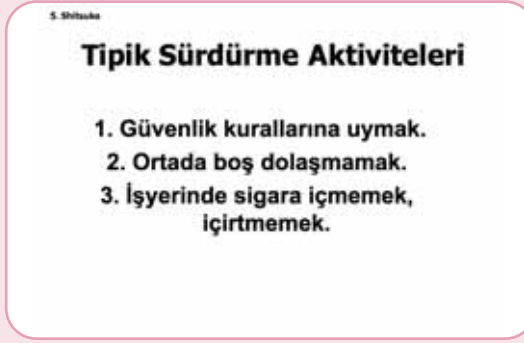 5. Shitsuke
Tipik Sürdürme Aktiviteleri
1. Güvenlik kurallarına uymak.
2. Ortada boş dolaşmamak.
3. İşyerinde sigara içmemek,
içirtmemek.